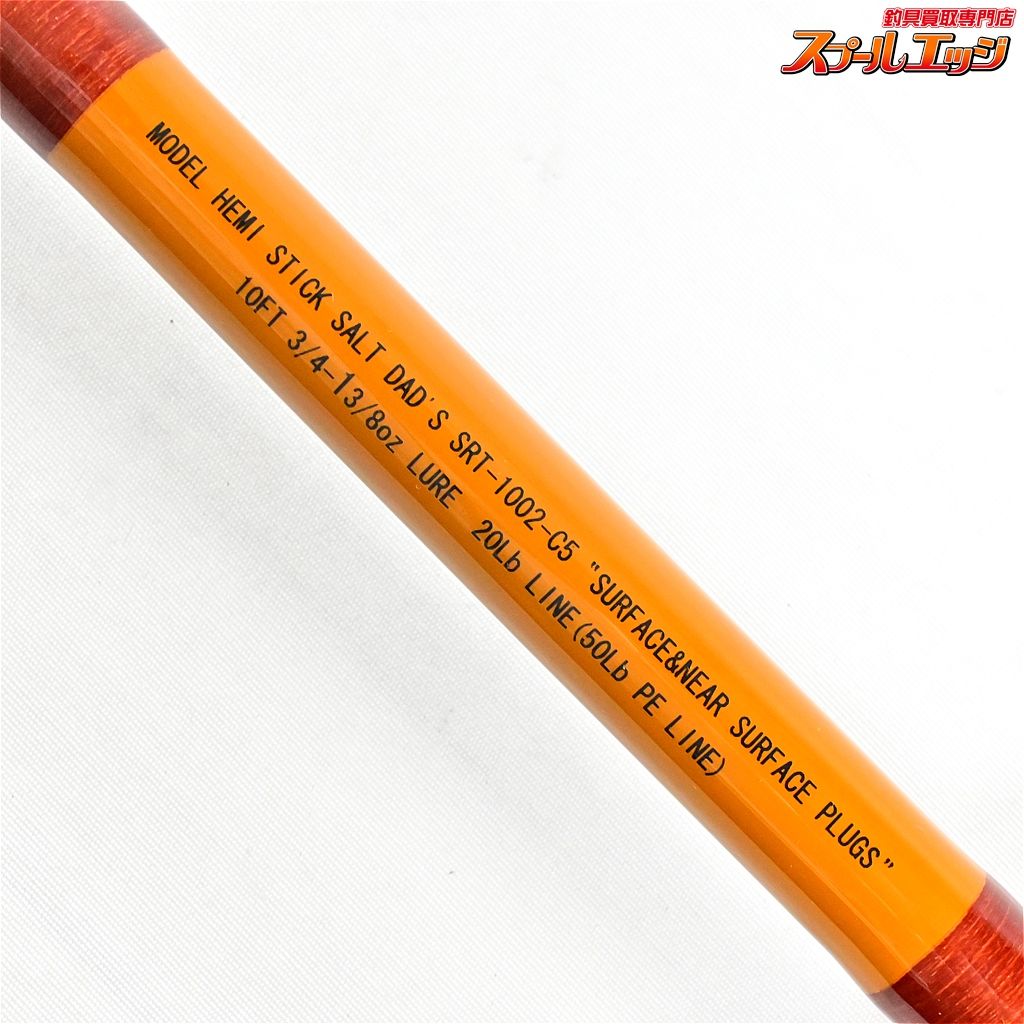 釣具買取専門店
スプールエッジ
MODEL HEMI STICK SALT DAD'S SRT-1002-C5 "SURFACE&NEAR SURFACE PLUGS"
10FT 3/4-13/8oz LURE 20Lb LINE(50Lb PE LINE)